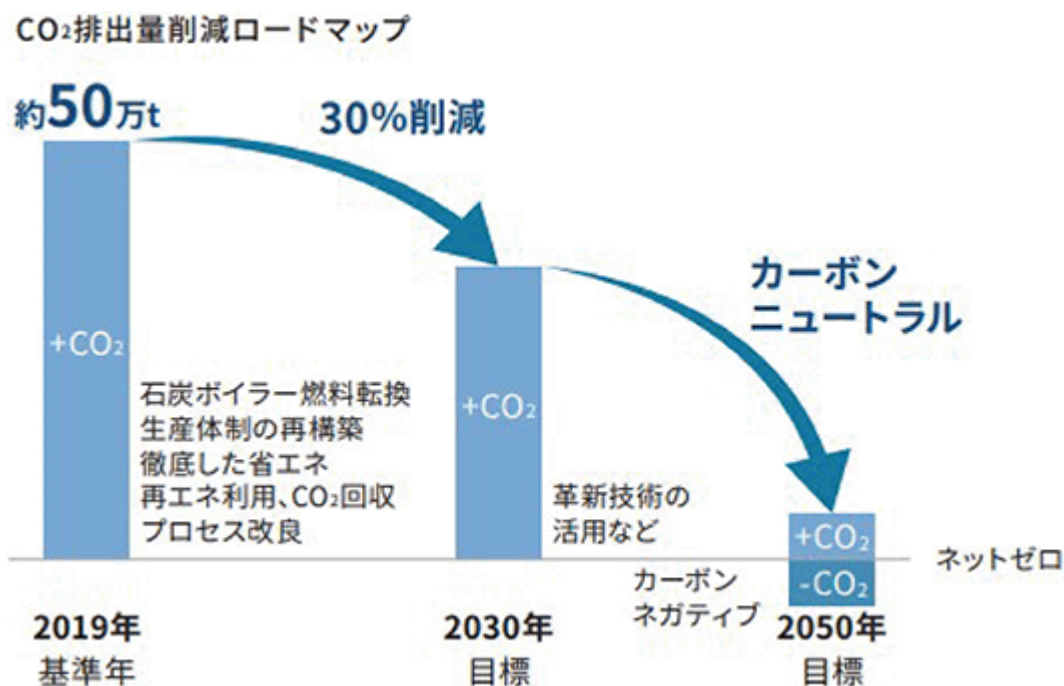 CO₂排出量削減ロードマップ
約50万t
30%削減
カーボン
ニュートラル
+CO₂
石炭ボイラー燃料転換
生産体制の再構築
徹底した省エネ
再エネ利用、CO₂回収
プロセス改良
+CO₂
革新技術の
活用など
+CO₂
-CO₂
ネットゼロ
カーボン
ネガティブ
2019年
基準年
2030年
目標
2050年
目標